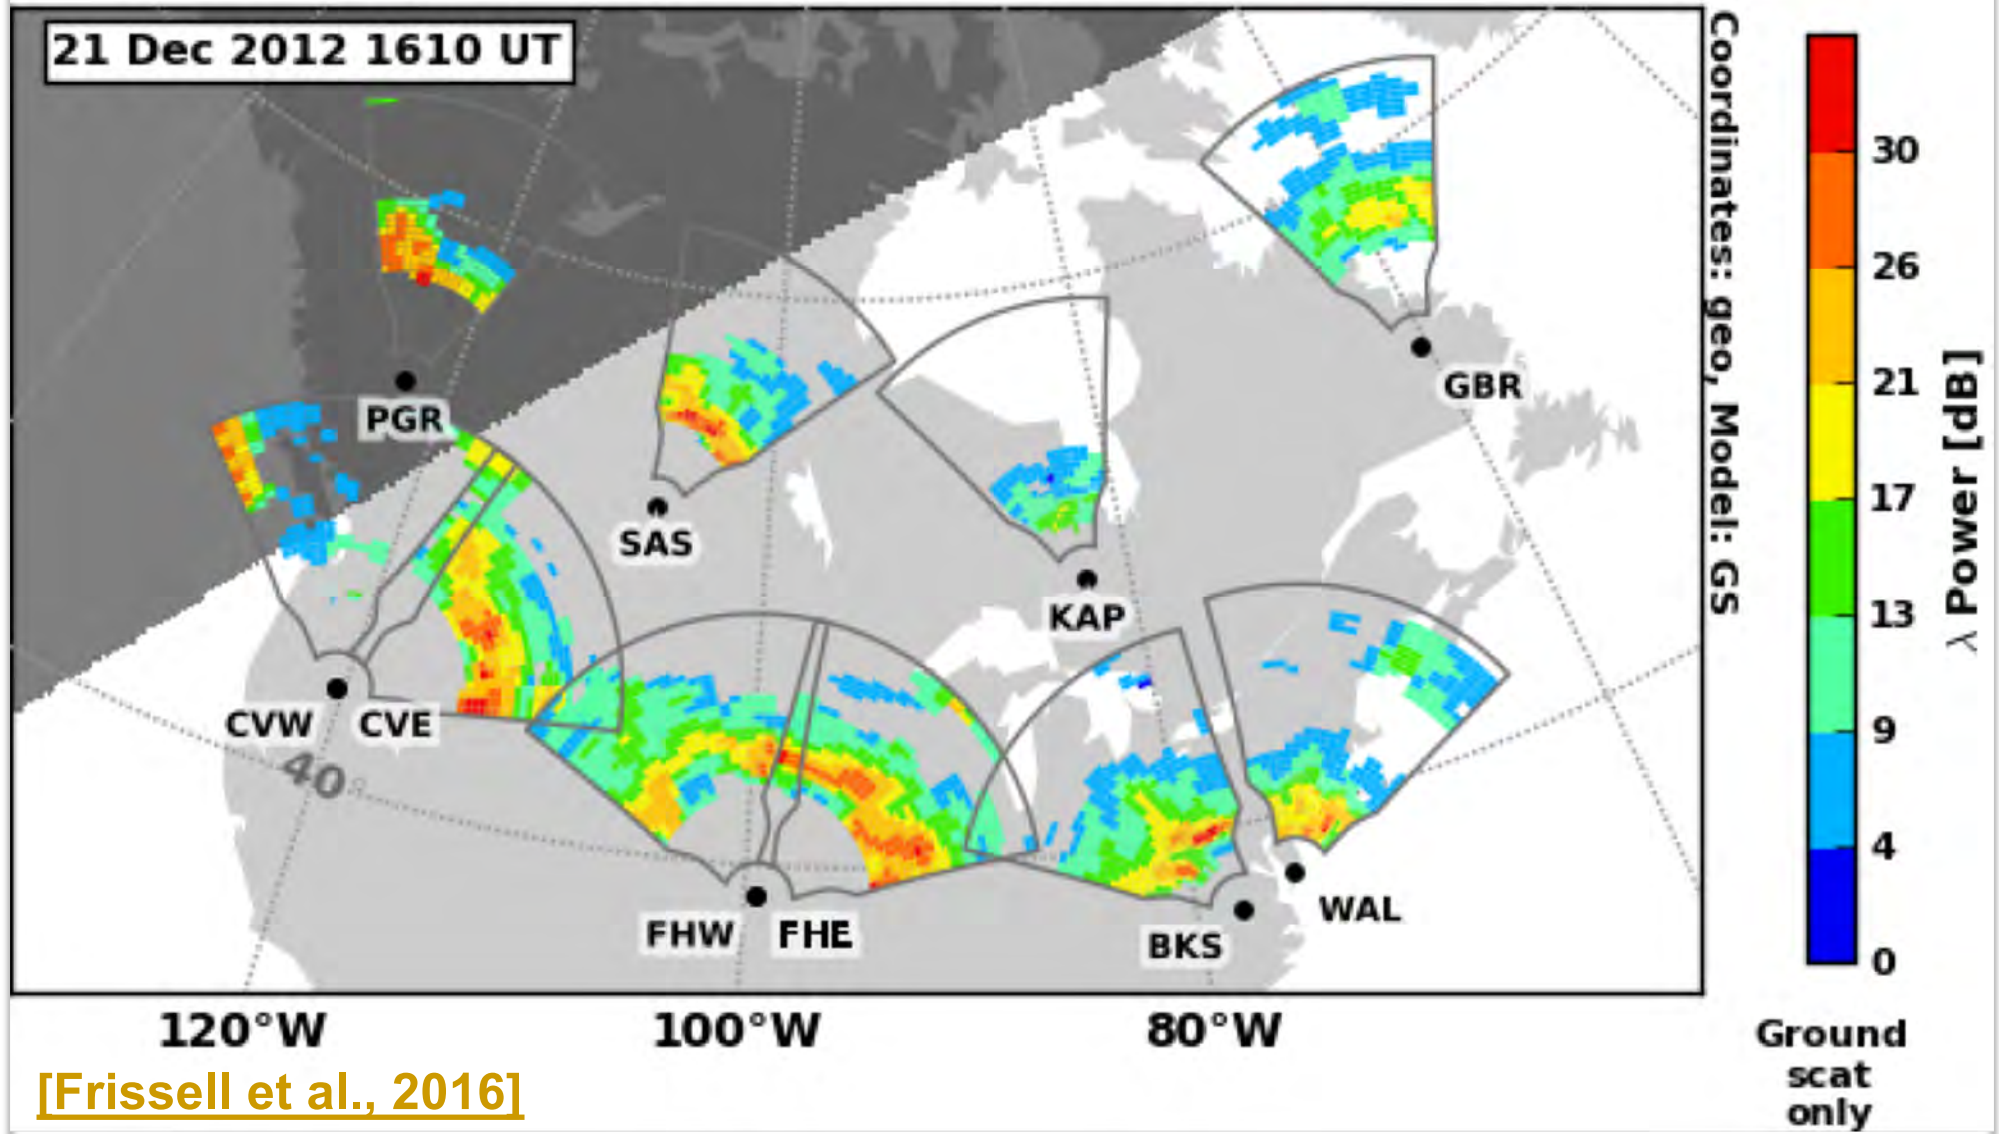 21 Dec 2012 1610 UT
PGR
GBR
SAS
KAP
CVW CVE
40°
FHW FHE
BKS
WAL
120°W 100°W 80°W
Coordinates: geo, Model: GS
30
26
21
17
13
9
4
0
λ Power [dB]
Ground
scat
only
[Frissell et al., 2016]